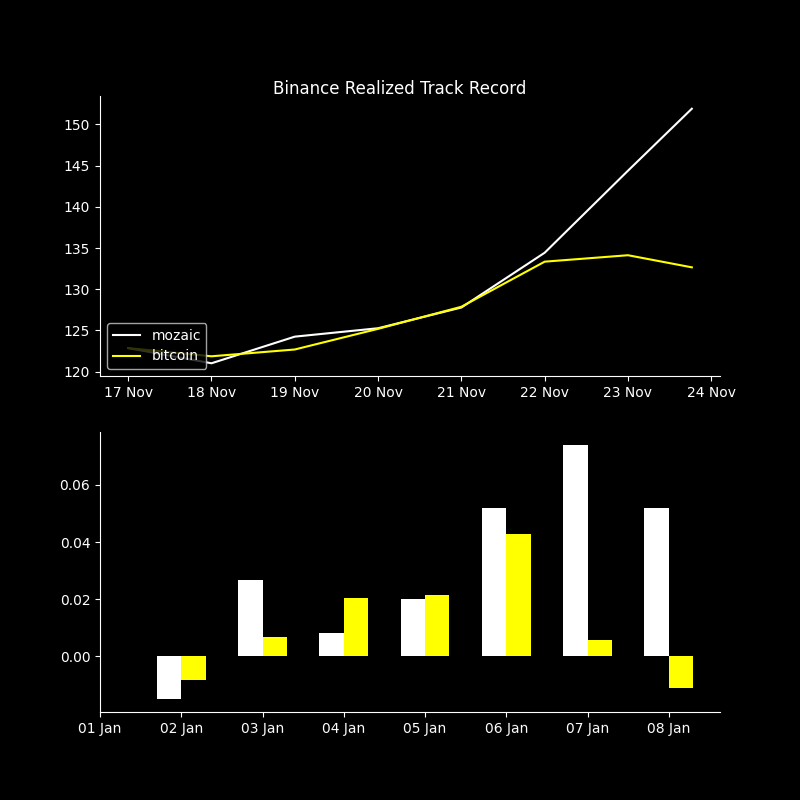 Binance Realized Track Record
150
145
140
135
130
125
120
mozaic
bitcoin
17 Nov 18 Nov 19 Nov 20 Nov 21 Nov 22 Nov 23 Nov 24 Nov
0.06
0.04
0.02
0.00
01 Jan 02 Jan 03 Jan 04 Jan 05 Jan 06 Jan 07 Jan 08 Jan